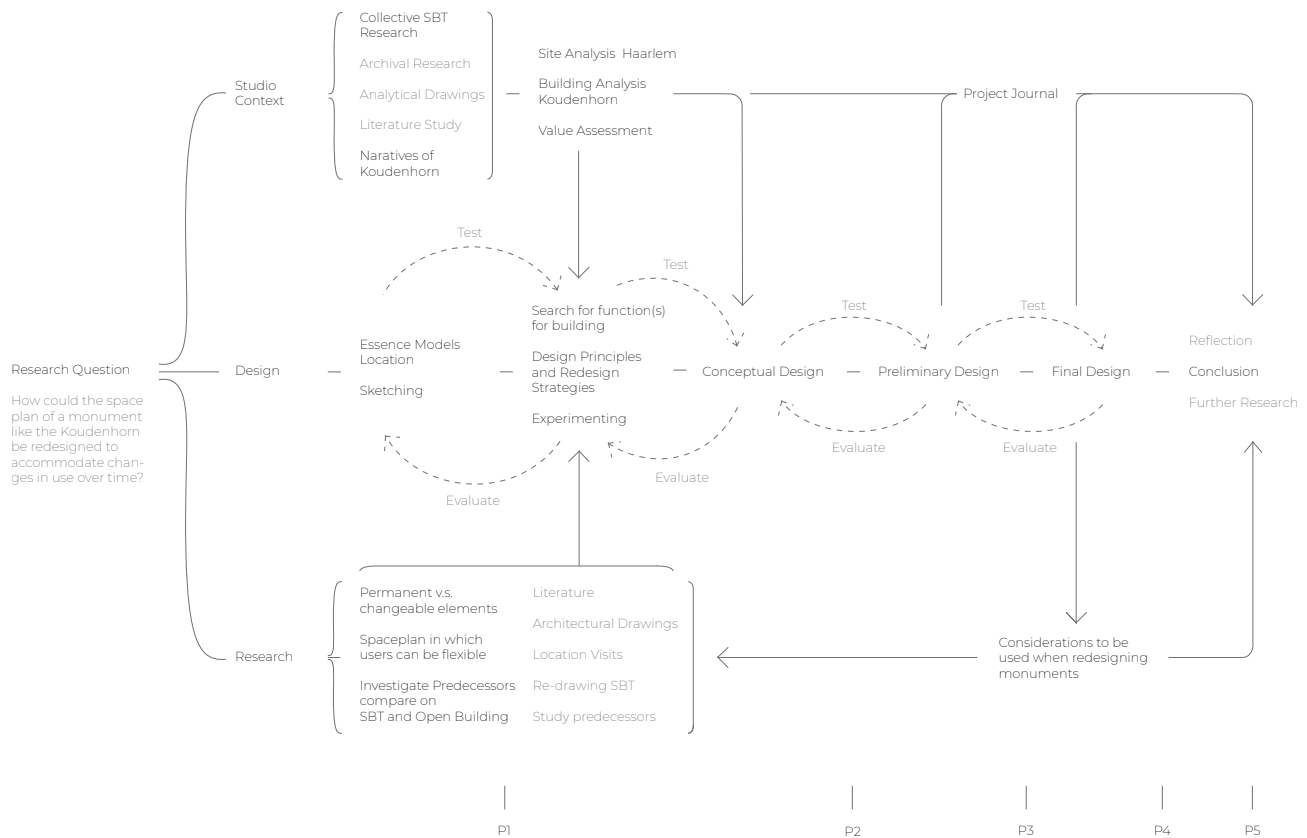 Collective SBT
Research
Archival Research
Analytical Drawings
Literature Study
Naratives of
Koudenhorn
Studio
Context
Site Analysis  Haarlem
Building Analysis
Koudenhorn
Value Assessment
Project Journal
Test
Test
Test
Test
Research Question
How could the space
plan of a monument
like the Koudenhorn
be redesigned to
accommodate chan-
ges in use over time?
Design
Essence Models
Location
Sketching
Search for function(s)
for building
Design Principles
and Redesign
Strategies
Experimenting
Conceptual Design
Preliminary Design
Final Design
Reflection
Conclusion
Further Research
Evaluate
Evaluate
Evaluate
Evaluate
Research
Permanent v.s.
changeable elements
Spaceplan in which
users can be flexible
Investigate Predecessors
compare on
SBT and Open Building
Literature
Architectural Drawings
Location Visits
Re-drawing SBT
Study predecessors
Considerations to be
used when redesigning
monuments
P1
P2
P3
P4
P5